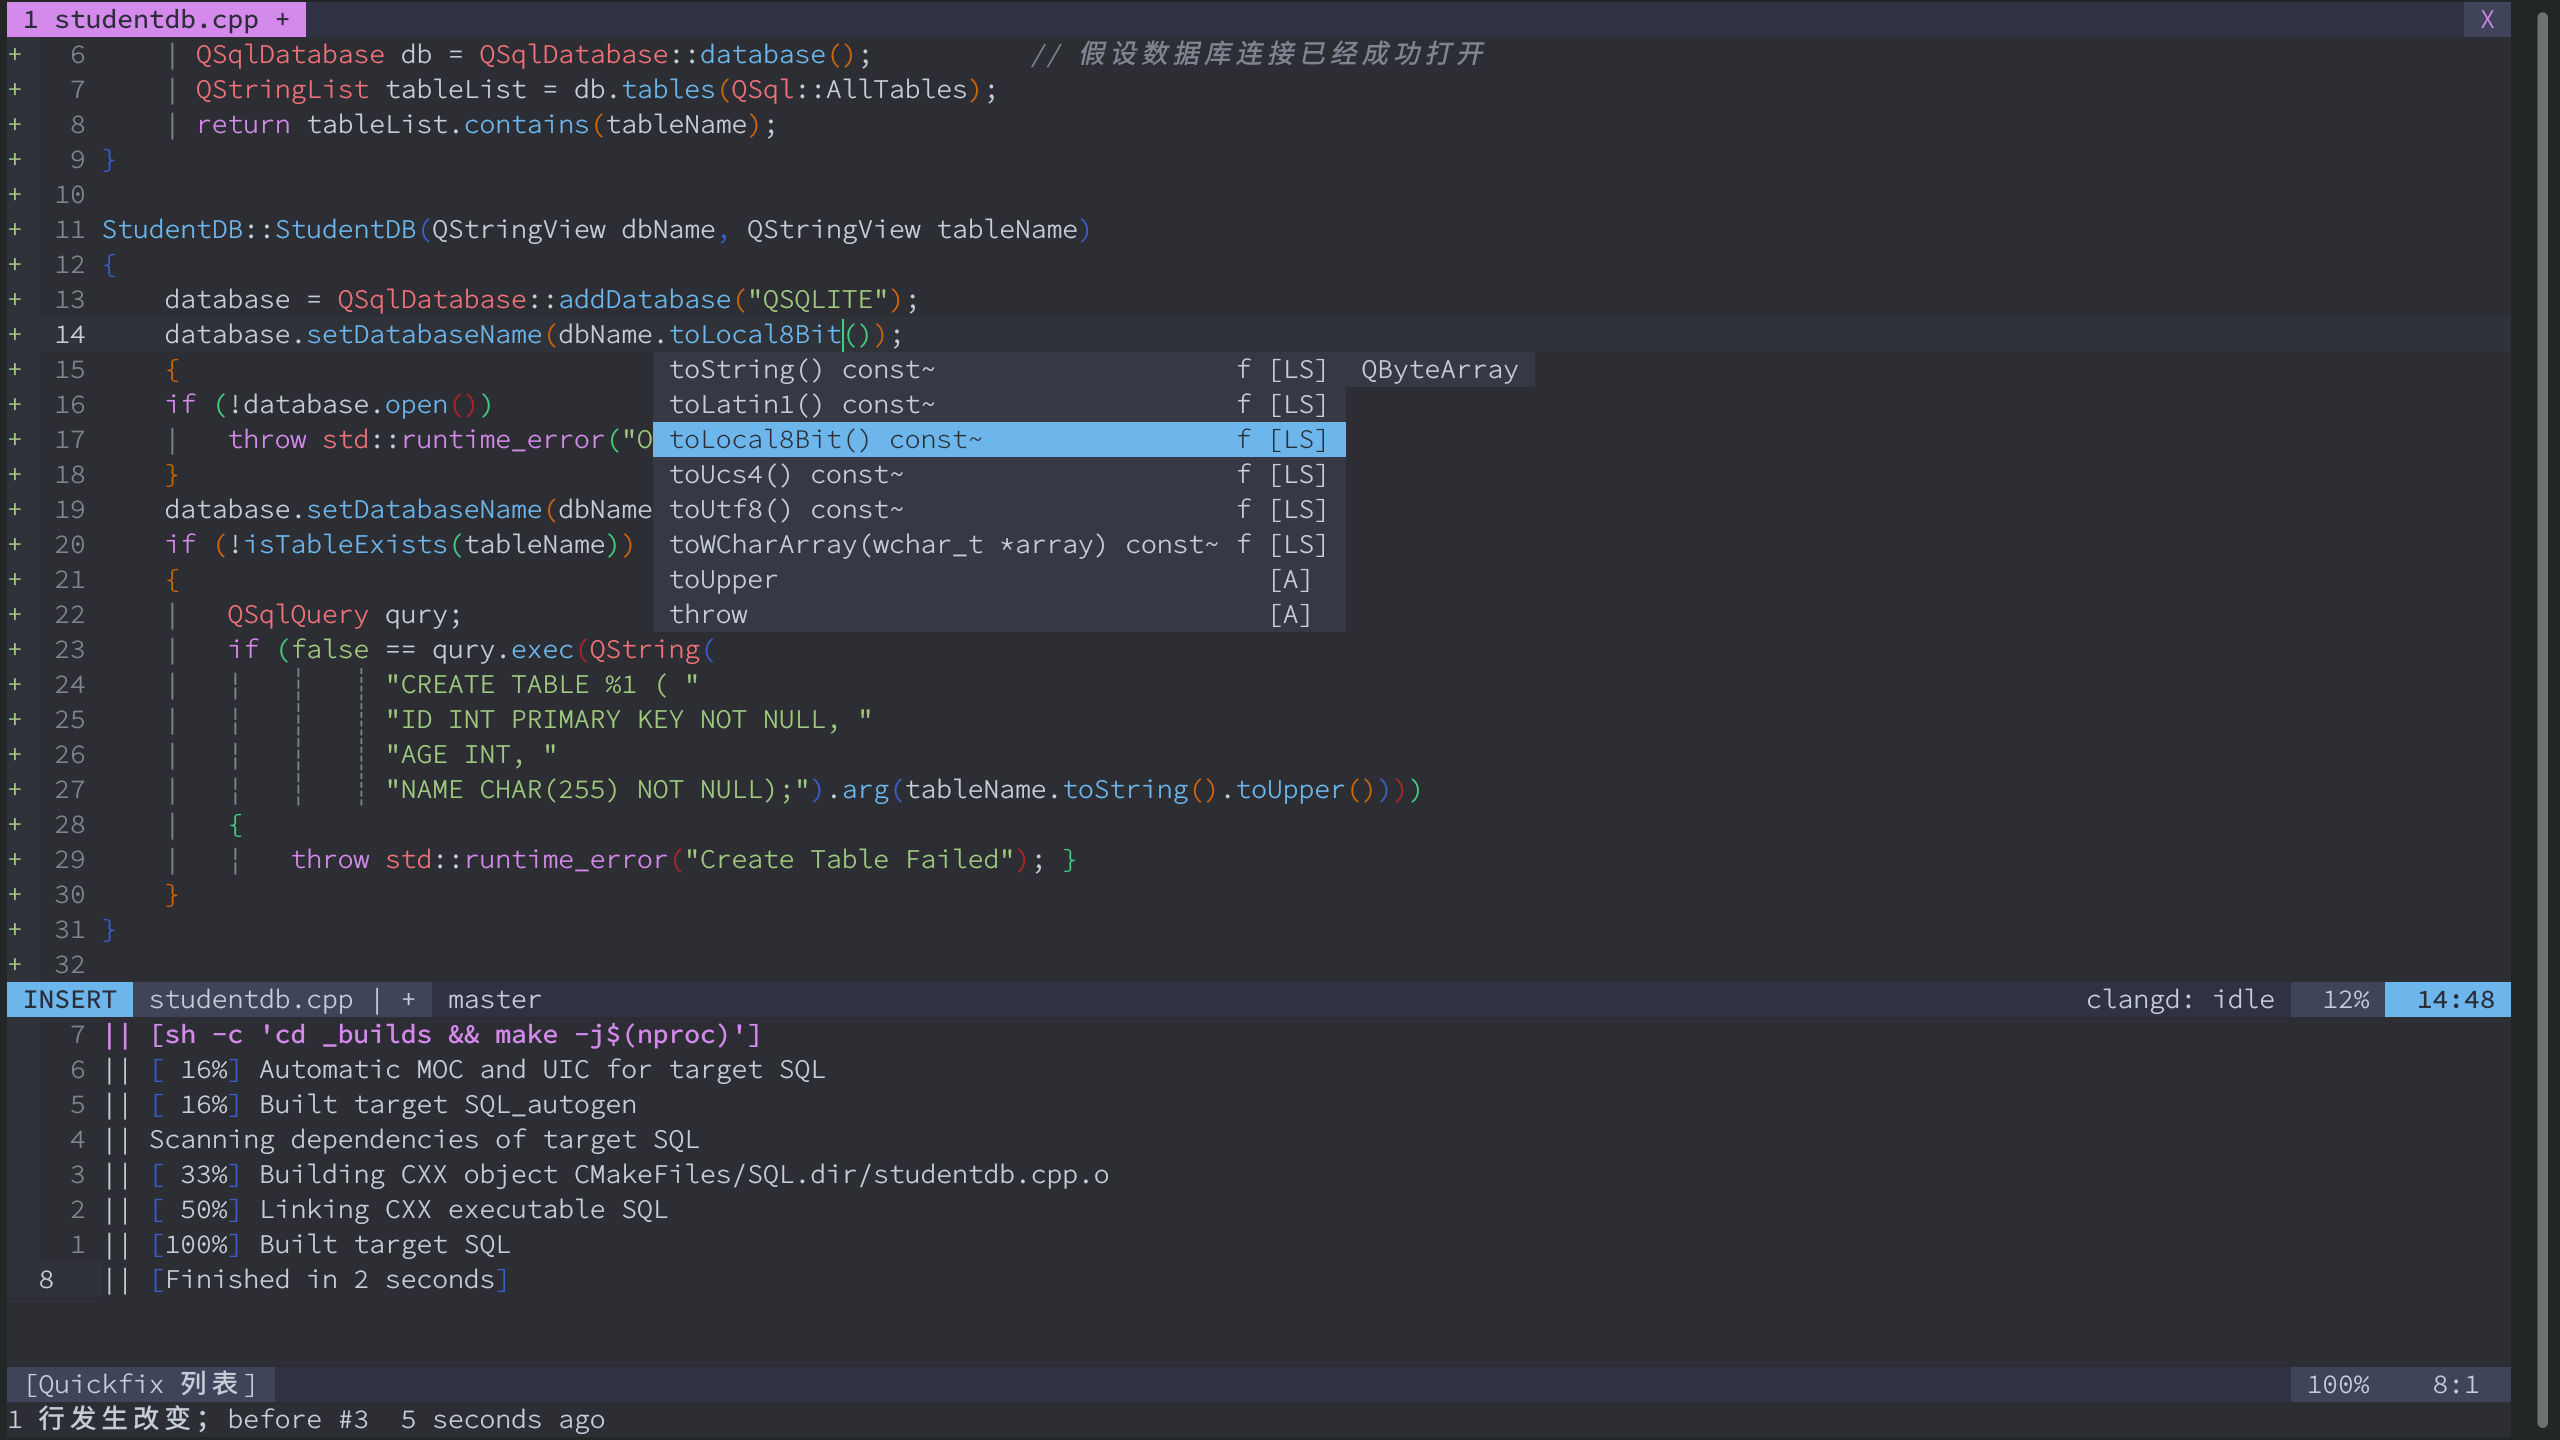 1 studentdb.cpp + X
+ 6 | QSqlDatabase db = QSqlDatabase::database(); // 假设数据库连接已经成功打开
+ 7 | QStringList tableList = db.tables(QSql::AllTables);
+ 8 | return tableList.contains(tableName);
+ 9 }
+ 10
+ 11 StudentDB::StudentDB(QStringView dbName, QStringView tableName)
+ 12 {
+ 13 database = QSqlDatabase::addDatabase("QSQLITE");
+ 14 database.setDatabaseName(dbName.toLocal8Bit());
+ 15 { toString() const~ f [LS] QByteArray
+ 16 if (!database.open()) toLatin1() const~ f [LS]
+ 17 | throw std::runtime_error("O toLocal8Bit() const~ f [LS]
+ 18 } toUcs4() const~ f [LS]
+ 19 database.setDatabaseName(dbName toUtf8() const~ f [LS]
+ 20 if (!isTableExists(tableName)) toWCharArray(wchar_t *array) const~ f [LS]
+ 21 { toUpper [A]
+ 22 | QSqlQuery qury; throw [A]
+ 23 | if (false == qury.exec(QString(
+ 24 | ¦ ┆ ┊ "CREATE TABLE %1 ( "
+ 25 | ¦ ┆ ┊ "ID INT PRIMARY KEY NOT NULL, "
+ 26 | ¦ ┆ ┊ "AGE INT, "
+ 27 | ¦ ┆ ┊ "NAME CHAR(255) NOT NULL);").arg(tableName.toString().toUpper())))
+ 28 | {
+ 29 | ¦ throw std::runtime_error("Create Table Failed"); }
+ 30 }
+ 31 }
+ 32
INSERT studentdb.cpp | + master clangd: idle 12% 14:48
7 || [sh -c 'cd _builds && make -j$(nproc)']
6 || [ 16%] Automatic MOC and UIC for target SQL
5 || [ 16%] Built target SQL_autogen
4 || Scanning dependencies of target SQL
3 || [ 33%] Building CXX object CMakeFiles/SQL.dir/studentdb.cpp.o
2 || [ 50%] Linking CXX executable SQL
1 || [100%] Built target SQL
8 || [Finished in 2 seconds]
[Quickfix 列表] 100% 8:1
1 行发生改变; before #3 5 seconds ago